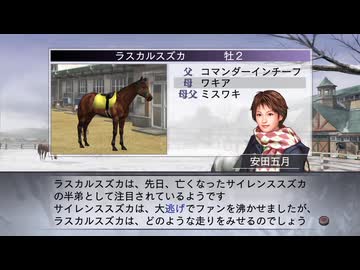 ラスカルスズカ　牡2
父 コマンダーインチーフ
母 ワキア
母父 ミスワキ
安田五月
ラスカルスズカは、先日、亡くなったサイレンススズカ
の半弟として注目されているようです
サイレンススズカは、大逃げでファンを沸かせましたが、
ラスカルスズカは、どのような走りをみせるのでしょう